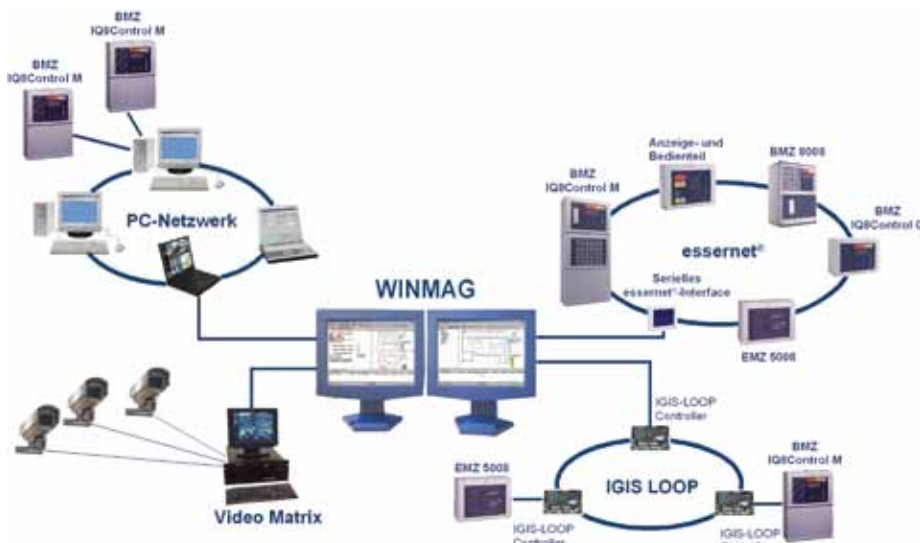 BMZ
IQ8Control M
BMZ
IQ8Control M
PC-Netzwerk
WINMAG
Anzeige- und
Bedienteil
BMZ 8008
BMZ
IQ8Control M
BMZ
IQ8Control C
essernet®
Serielles
essernet®-Interface
EMZ 5008
IGIS-LOOP
Controller
EMZ 5008
IGIS LOOP
BMZ
IQ8Control M
Video Matrix
IGIS-LOOP
Controller
IGIS-LOOP